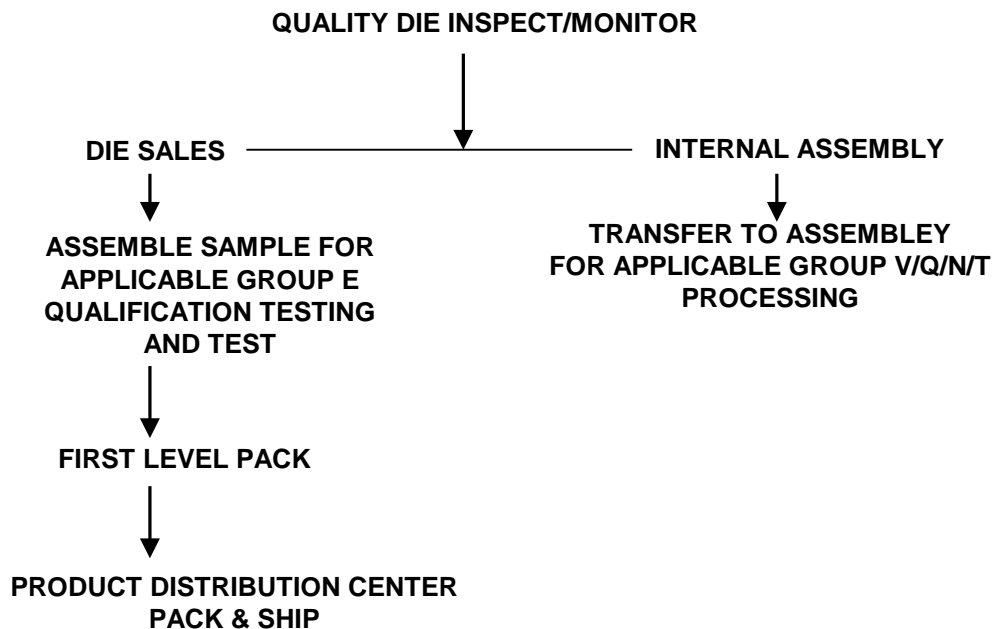 QUALITY DIE INSPECT/MONITOR
DIE SALES
INTERNAL ASSEMBLY
ASSEMBLE SAMPLE FOR
APPLICABLE GROUP E
QUALIFICATION TESTING
AND TEST
TRANSFER TO ASSEMBLEY
FOR APPLICABLE GROUP V/Q/N/T
PROCESSING
FIRST LEVEL PACK
PRODUCT DISTRIBUTION CENTER
PACK & SHIP